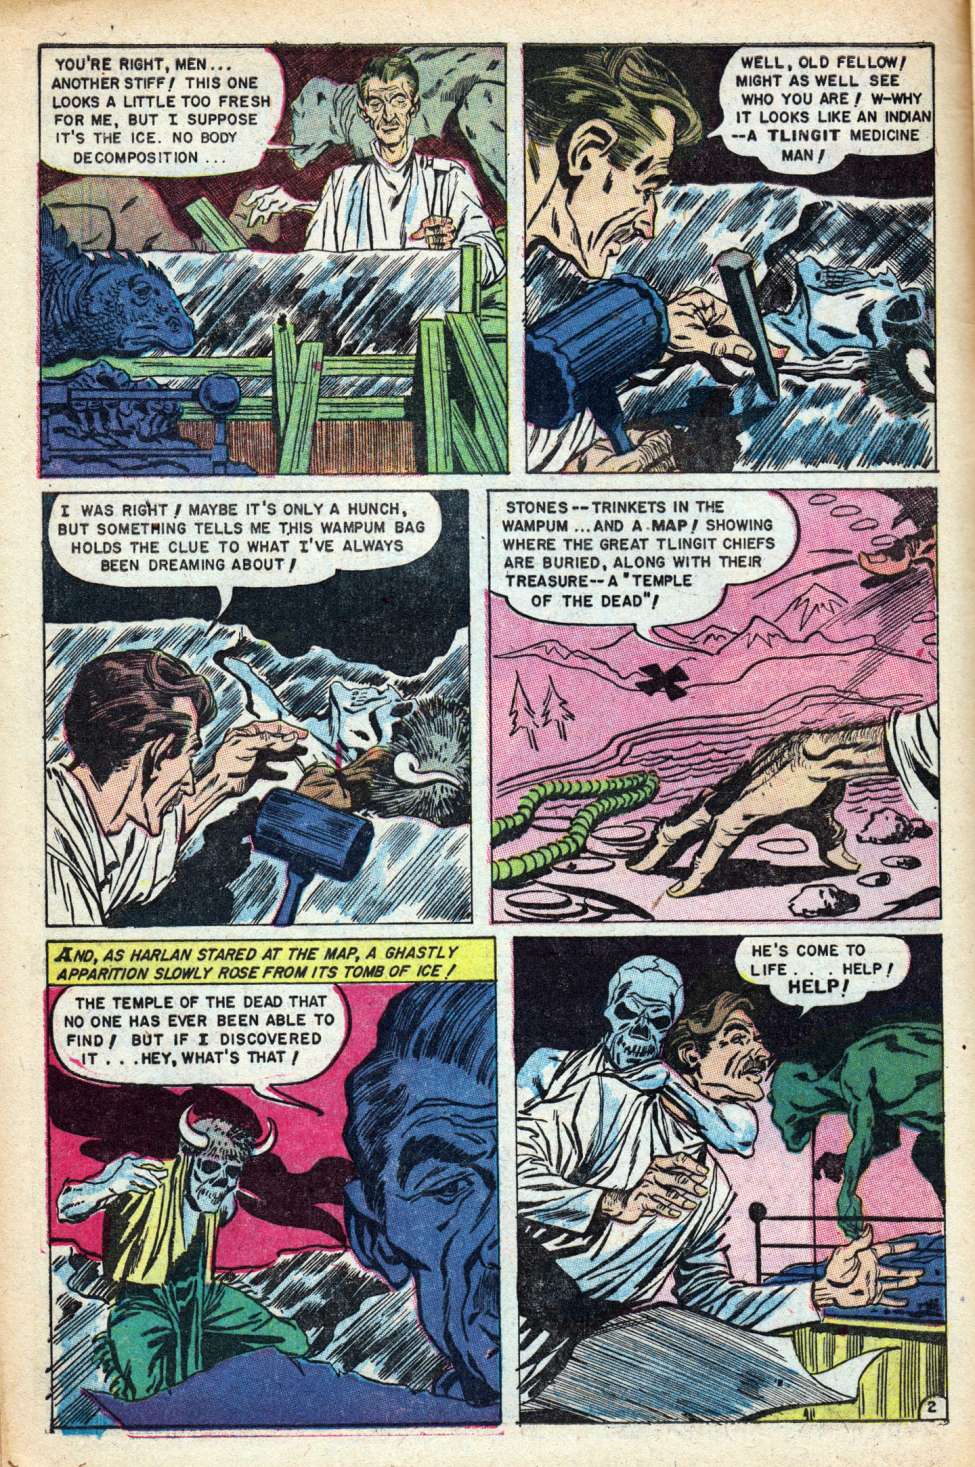 YOU'RE RIGHT, MEN...
ANOTHER STIFF! THIS ONE
LOOKS A LITTLE TOO FRESH
FOR ME, BUT I SUPPOSE
IT'S THE ICE. NO BODY
DECOMPOSITION ...
WELL, OLD FELLOW!
MIGHT AS WELL SEE
WHO YOU ARE! W-WHY
IT LOOKS LIKE AN INDIAN
--A TLINGIT MEDICINE
MAN!
I WAS RIGHT! MAYBE IT'S ONLY A HUNCH,
BUT SOMETHING TELLS ME THIS WAMPUM BAG
HOLDS THE CLUE TO WHAT I'VE ALWAYS
BEEN DREAMING ABOUT!
STONES-- TRINKETS IN THE
WAMPUM ...AND A MAP! SHOWING
WHERE THE GREAT TLINGIT CHIEFS
ARE BURIED, ALONG WITH THEIR
TREASURE-- A "TEMPLE
OF THE DEAD"!
AND, AS HARLAN STARED AT THE MAP, A GHASTLY
APPARITION SLOWLY ROSE FROM ITS TOMB OF ICE!
THE TEMPLE OF THE DEAD THAT
NO ONE HAS EVER BEEN ABLE TO
FIND! BUT IF I DISCOVERED
IT ...HEY, WHAT'S THAT!
HE'S COME TO
LIFE... HELP!
HELP!
2